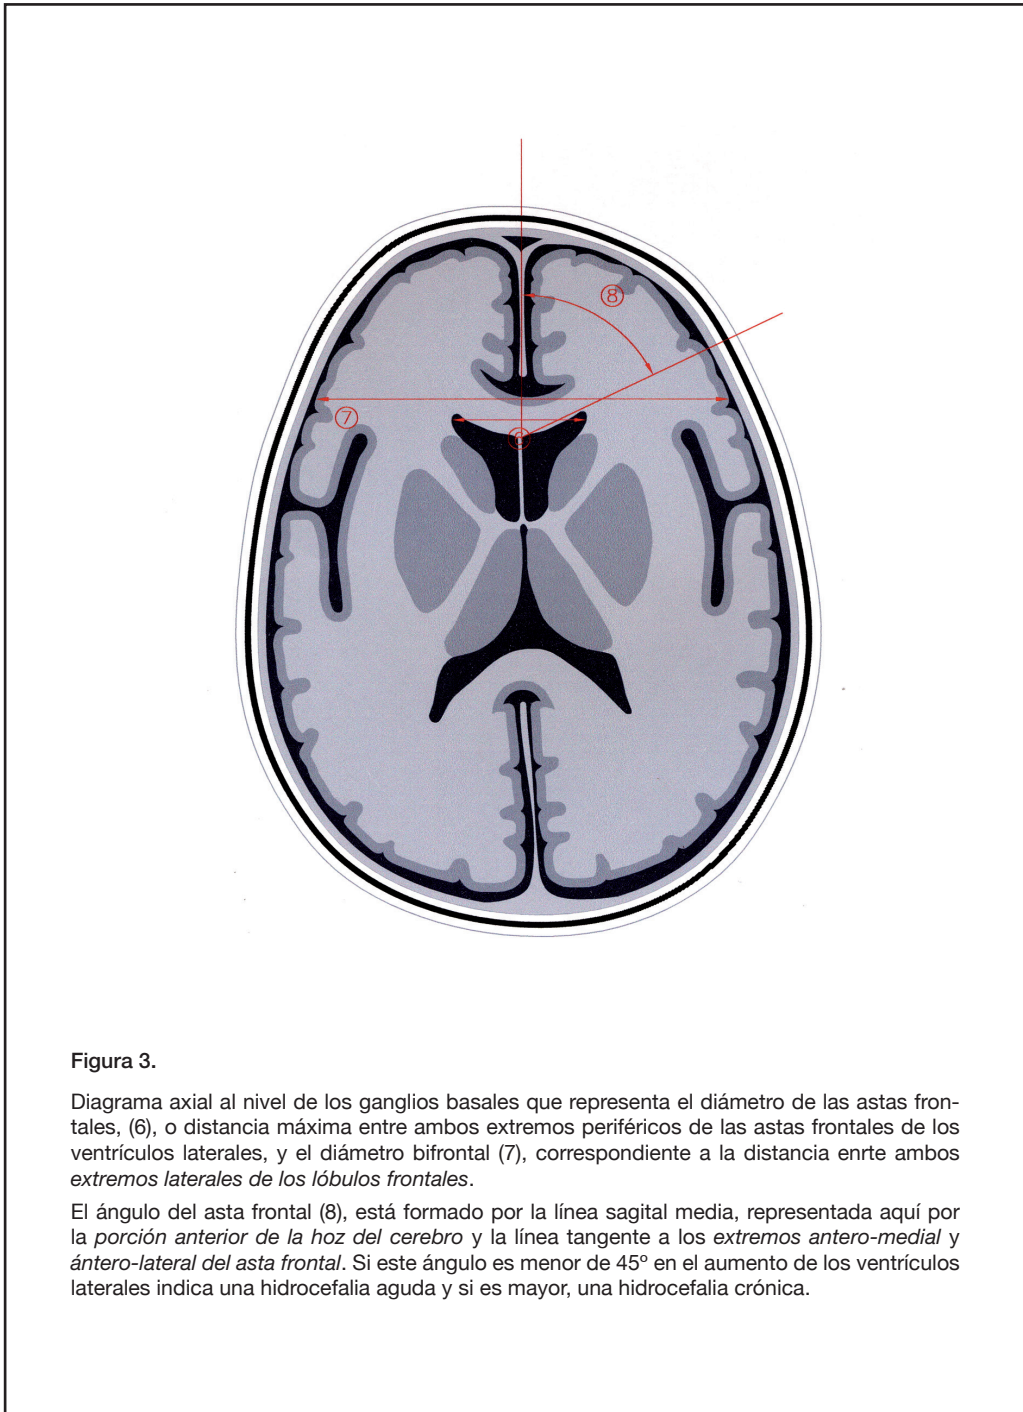 8
7
6
Figura 3.
Diagrama axial al nivel de los ganglios basales que representa el diámetro de las astas fron-
tales, (6), o distancia máxima entre ambos extremos periféricos de las astas frontales de los
ventrículos laterales, y el diámetro bifrontal (7), correspondiente a la distancia enrte ambos
extremos laterales de los lóbulos frontales.
El ángulo del asta frontal (8), está formado por la línea sagital media, representada aquí por
la porción anterior de la hoz del cerebro y la línea tangente a los extremos antero-medial y
ántero-lateral del asta frontal. Si este ángulo es menor de 45º en el aumento de los ventrículos
laterales indica una hidrocefalia aguda y si es mayor, una hidrocefalia crónica.